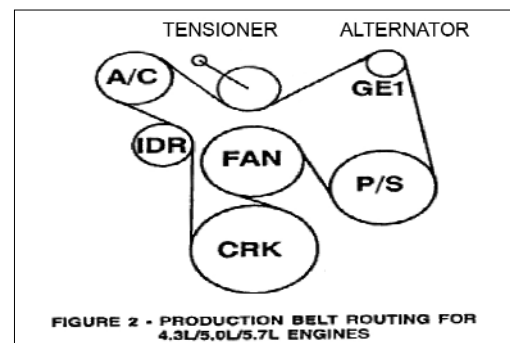 TENSIONER ALTERNATOR
A/C
GE1
IDR
FAN
P/S
CRK
FIGURE 2 - PRODUCTION BELT ROUTING FOR
4.3L/5.0L/5.7L ENGINES